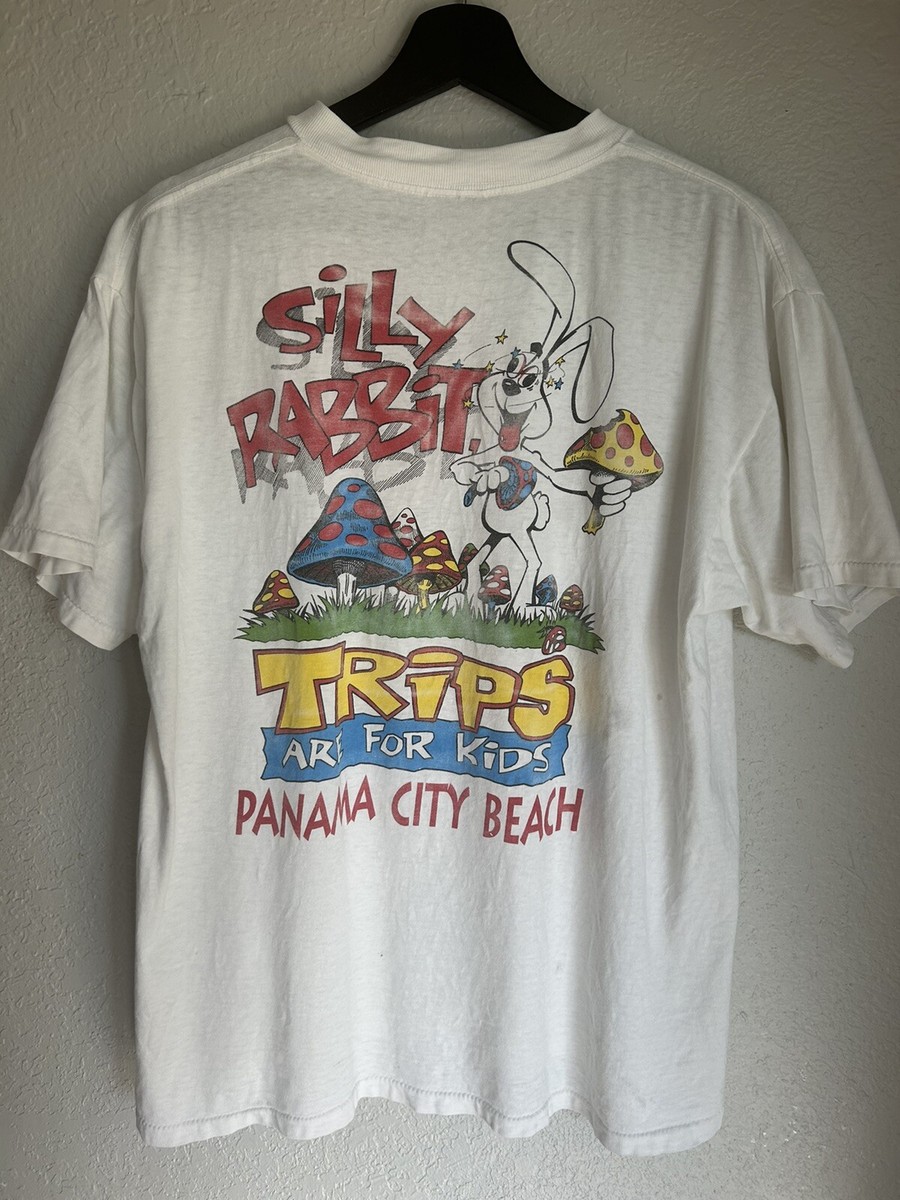 SiLLY
RABBiT,
TRiPS
ARE FOR KiDS
PANAMA CITY BEACH